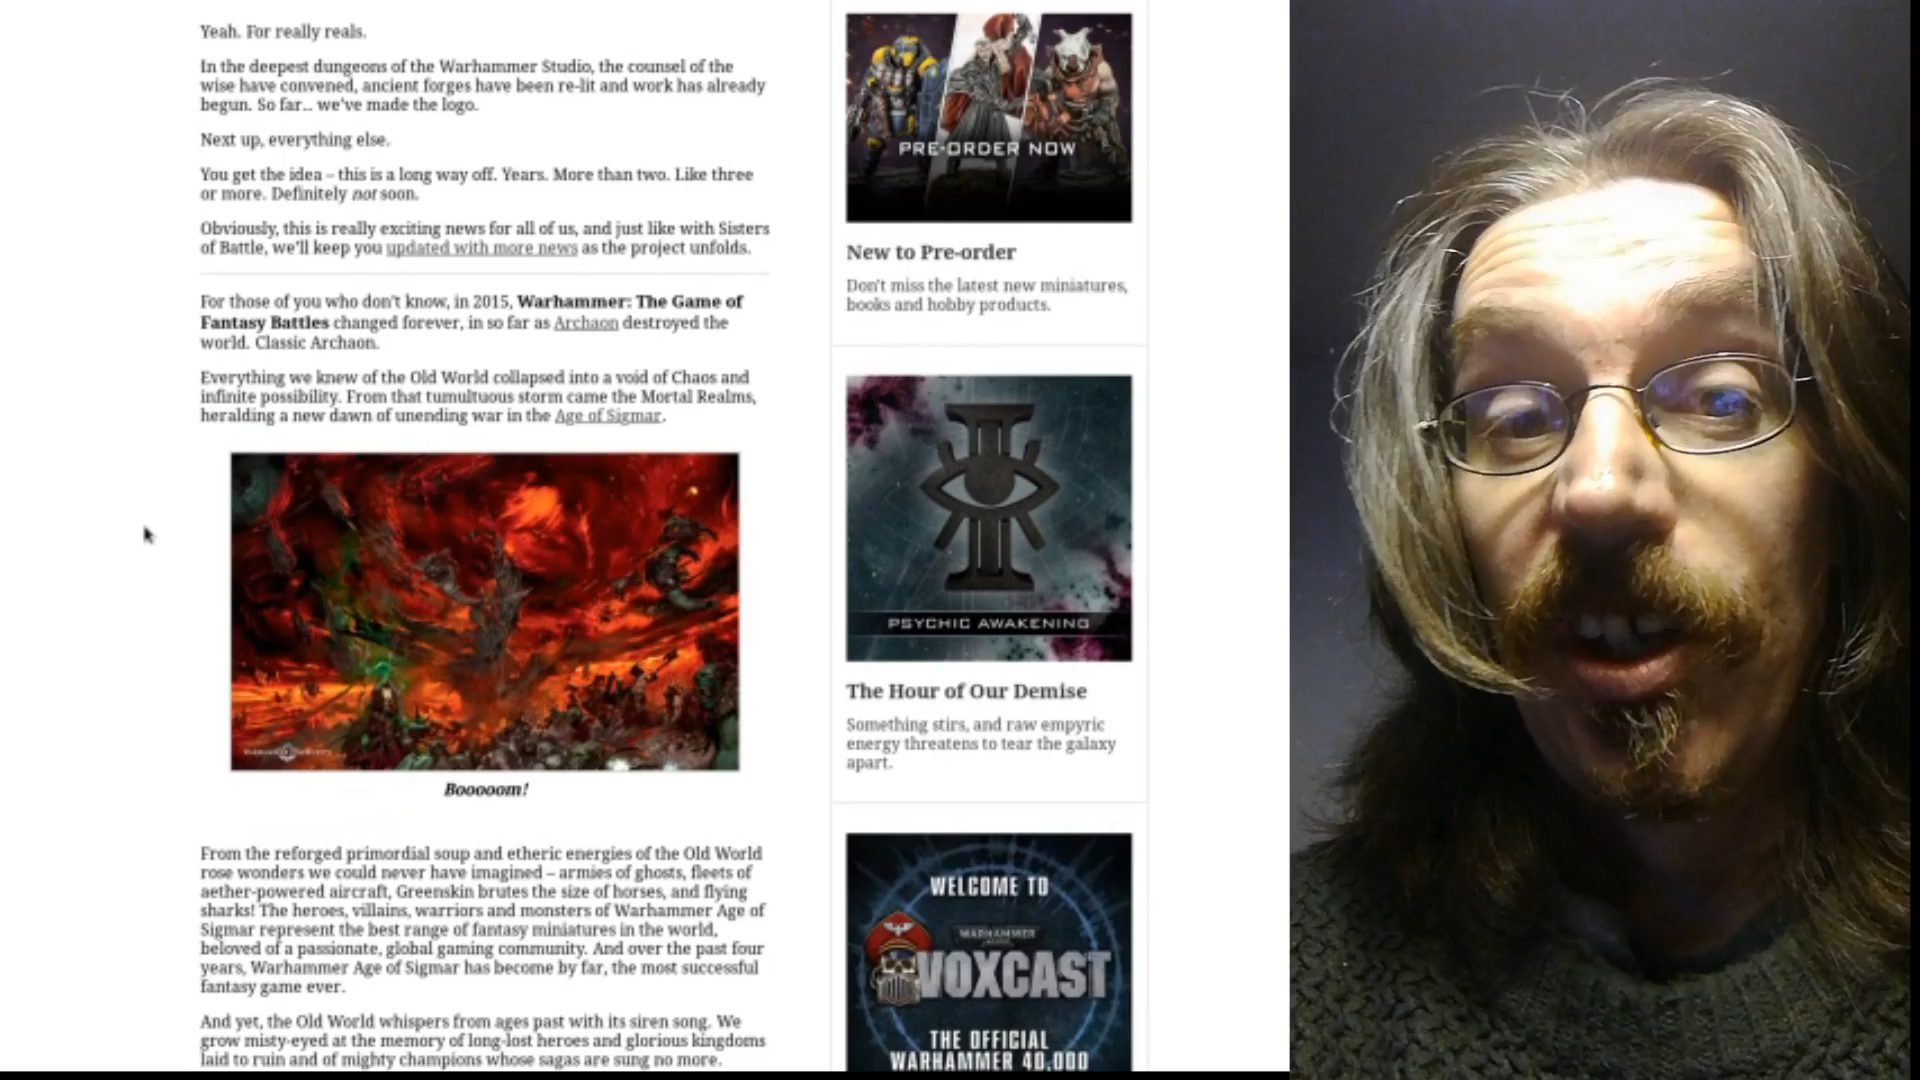 Yeah. For really reals.
In the deepest dungeons of the Warhammer Studio, the counsel of the
wise have convened, ancient forges have been re-lit and work has already
begun. So far... we've made the logo.
Next up, everything else.
You get the idea – this is a long way off. Years. More than two. Like three
or more. Definitely not soon.
Obviously, this is really exciting news for all of us, and just like with Sisters
of Battle, we'll keep you updated with more news as the project unfolds.
For those of you who don't know, in 2015, Warhammer: The Game of
Fantasy Battles changed forever, in so far as Archaon destroyed the
world. Classic Archaon.
Everything we knew of the Old World collapsed into a void of Chaos and
infinite possibility. From that tumultuous storm came the Mortal Realms,
heralding a new dawn of unending war in the Age of Sigmar.
Booooom!
From the reforged primordial soup and etheric energies of the Old World
rose wonders we could never have imagined – armies of ghosts, fleets of
aether-powered aircraft, Greenskin brutes the size of horses, and flying
sharks! The heroes, villains, warriors and monsters of Warhammer Age of
Sigmar represent the best range of fantasy miniatures in the world,
beloved of a passionate, global gaming community. And over the past four
years, Warhammer Age of Sigmar has become by far, the most successful
fantasy game ever.
And yet, the Old World whispers from ages past with its siren song. We
grow misty-eyed at the memory of long-lost heroes and glorious kingdoms
laid to ruin and of mighty champions whose sagas are sung no more.
PRE-ORDER NOW
New to Pre-order
Don't miss the latest new miniatures,
books and hobby products.
PSYCHIC AWAKENING
The Hour of Our Demise
Something stirs, and raw empyric
energy threatens to tear the galaxy
apart.
WELCOME TO
WARHAMMER
VOXCAST
THE OFFICIAL
WARHAMMER 40,000